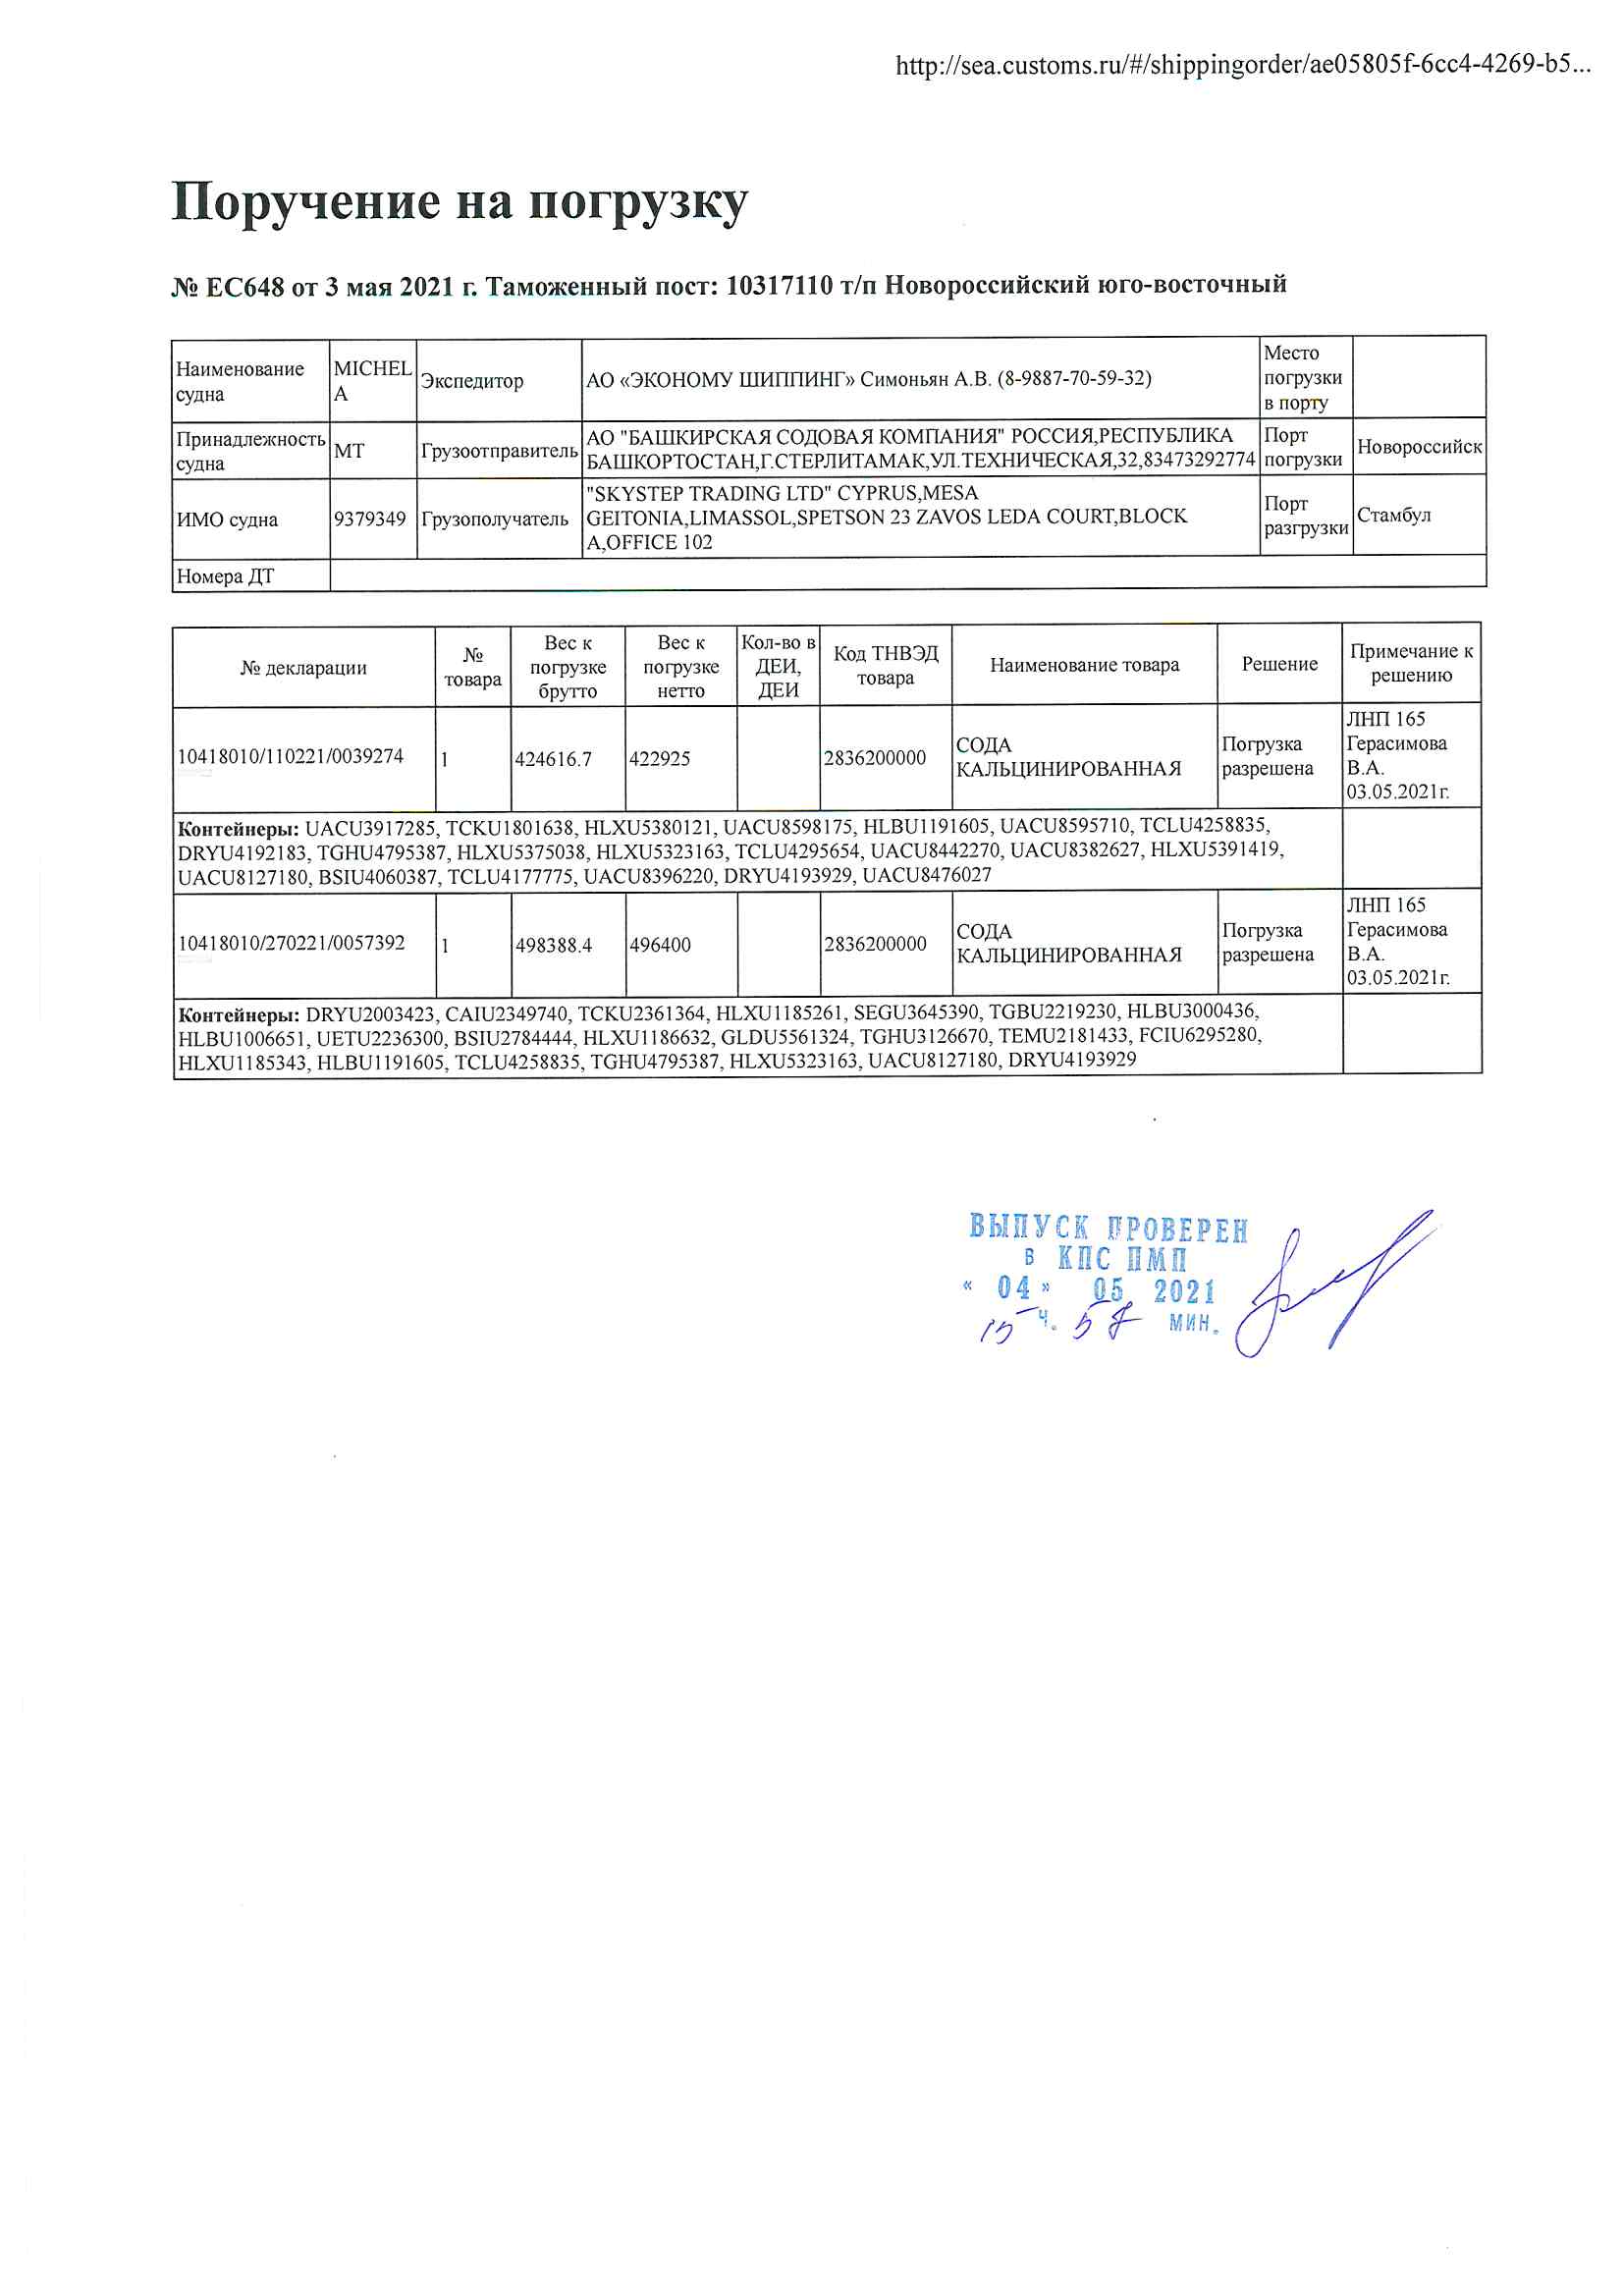 http://sea.customs.ru/#/shippingorder/ae05805f-6cc4-4269-b5...
Поручение на погрузку
№ ЕС648 от 3 мая 2021 г. Таможенный пост: 10317110 т/п Новороссийский юго-восточный
Наименование судна MICHELA Экспедитор АО «ЭКОНОМУ ШИППИНГ» Симоньян А.В. (8-9887-70-59-32) Место погрузки в порту
Принадлежность судна MT Грузоотправитель АО "БАШКИРСКАЯ СОДОВАЯ КОМПАНИЯ" РОССИЯ,РЕСПУБЛИКА БАШКОРТОСТАН,Г.СТЕРЛИТАМАК,УЛ.ТЕХНИЧЕСКАЯ,32,83473292774 Порт погрузки Новороссийск
ИМО судна 9379349 Грузополучатель "SKYSTEP TRADING LTD" CYPRUS,MESA GEITONIA,LIMASSOL,SPETSON 23 ZAVOS LEDA COURT,BLOCK A,OFFICE 102 Порт разгрузки Стамбул
Номера ДТ
№ декларации № товара Вес к погрузке брутто Вес к погрузке нетто Кол-во в ДЕИ, ДЕИ Код ТНВЭД товара Наименование товара Решение Примечание к решению
10418010/110221/0039274 1 424616.7 422925 2836200000 СОДА КАЛЬЦИНИРОВАННАЯ Погрузка разрешена ЛНП 165 Герасимова В.А. 03.05.2021г.
Контейнеры: UACU3917285, TCKU1801638, HLXU5380121, UACU8598175, HLBU1191605, UACU8595710, TCLU4258835,
DRYU4192183, TGHU4795387, HLXU5375038, HLXU5323163, TCLU4295654, UACU8442270, UACU8382627, HLXU5391419,
UACU8127180, BSIU4060387, TCLU4177775, UACU8396220, DRYU4193929, UACU8476027
10418010/270221/0057392 1 498388.4 496400 2836200000 СОДА КАЛЬЦИНИРОВАННАЯ Погрузка разрешена ЛНП 165 Герасимова В.А. 03.05.2021г.
Контейнеры: DRYU2003423, CAIU2349740, TCKU2361364, HLXU1185261, SEGU3645390, TGBU2219230, HLBU3000436,
HLBU1006651, UETU2236300, BSIU2784444, HLXU1186632, GLDU5561324, TGHU3126670, TEMU2181433, FCIU6295280,
HLXU1185343, HLBU1191605, TCLU4258835, TGHU4795387, HLXU5323163, UACU8127180, DRYU4193929
ВЫПУСК ПРОВЕРЕН
в КПС ПМП
« 04 » 05 2021
15 ч. 57 мин.